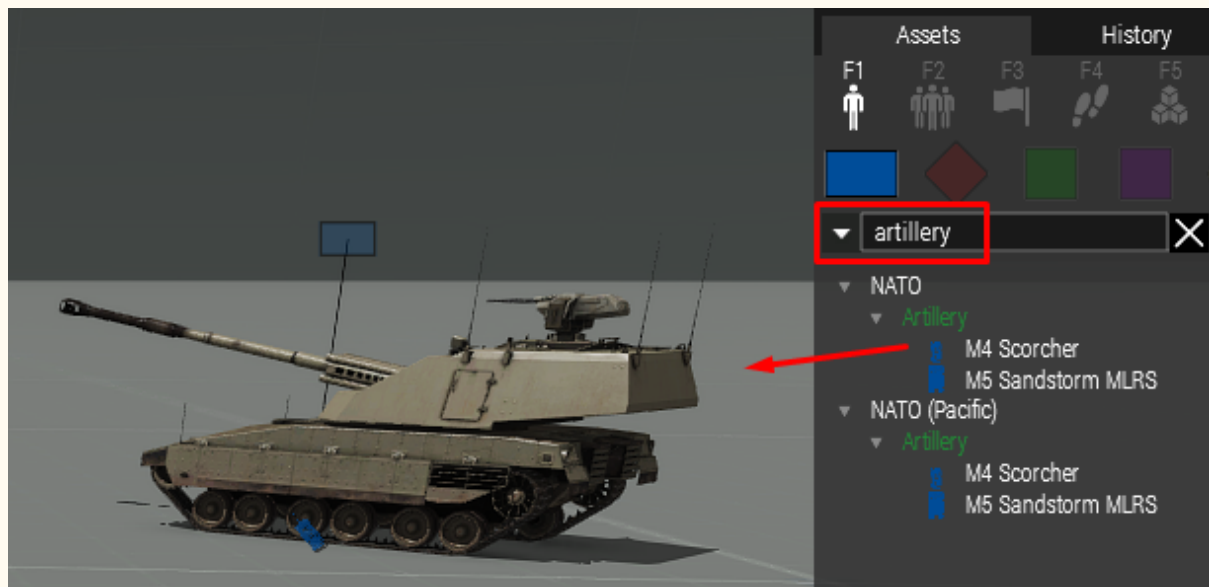 Assets History
F1 F2 F3 F4 F5
artillery
NATO
Artillery
M4 Scorcher
M5 Sandstorm MLRS
NATO (Pacific)
Artillery
M4 Scorcher
M5 Sandstorm MLRS